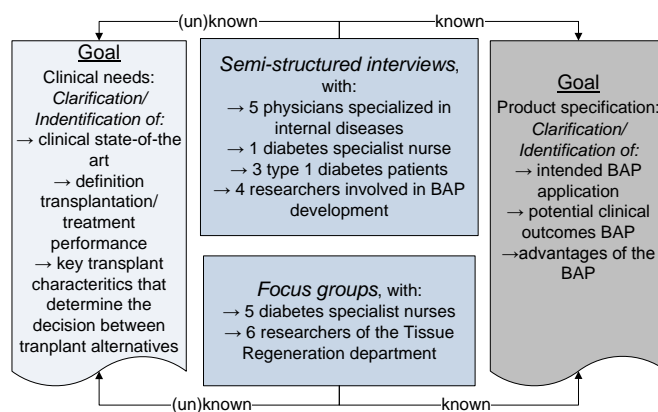 (un)known
known
Goal
Clinical needs:
Clarification/
Indentification of:
→ clinical state-of-the
art
→ definition
transplantation/
treatment
performance
→ key transplant
characteritics that
determine the
decision between
tranplant alternatives
Semi-structured interviews,
with:
→ 5 physicians specialized in
internal diseases
→ 1 diabetes specialist nurse
→ 3 type 1 diabetes patients
→ 4 researchers involved in BAP
development
Focus groups, with:
→ 5 diabetes specialist nurses
→ 6 researchers of the Tissue
Regeneration department
Goal
Product specification:
Clarification/
Identification of:
→ intended BAP
application
→ potential clinical
outcomes BAP
→advantages of the
BAP
(un)known
known